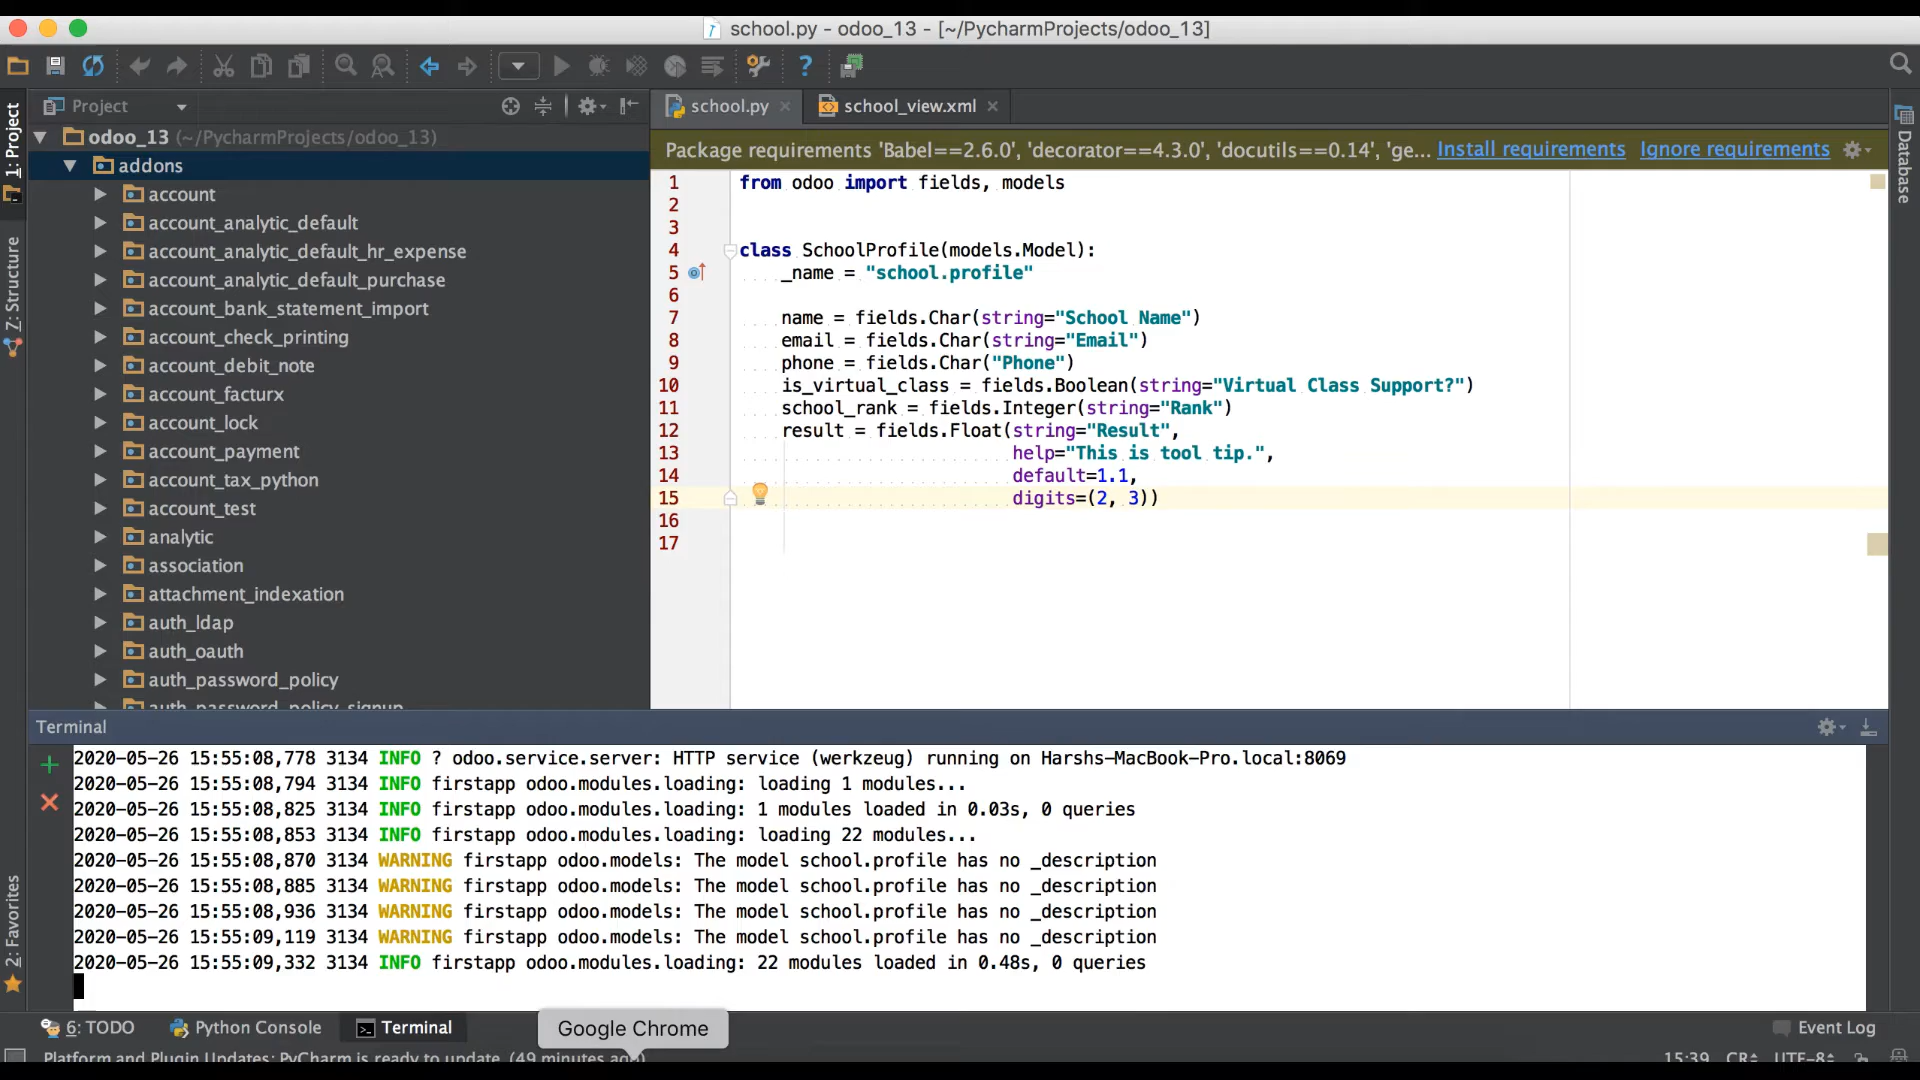 school.py - odoo_13 - [~/PycharmProjects/odoo_13]
Project
school.py
school_view.xml
1: Project
Z: Structure
2: Favorites
Database
odoo_13 (~/PycharmProjects/odoo_13)
addons
account
account_analytic_default
account_analytic_default_hr_expense
account_analytic_default_purchase
account_bank_statement_import
account_check_printing
account_debit_note
account_facturx
account_lock
account_payment
account_tax_python
account_test
analytic
association
attachment_indexation
auth_ldap
auth_oauth
auth_password_policy
auth_password_policy_signup
Package requirements 'Babel==2.6.0', 'decorator==4.3.0', 'docutils==0.14', 'ge... Install requirements Ignore requirements
1 from odoo import fields, models
2
3
4 class SchoolProfile(models.Model):
5 _name = "school.profile"
6
7 name = fields.Char(string="School Name")
8 email = fields.Char(string="Email")
9 phone = fields.Char("Phone")
10 is_virtual_class = fields.Boolean(string="Virtual Class Support?")
11 school_rank = fields.Integer(string="Rank")
12 result = fields.Float(string="Result",
13 help="This is tool tip.",
14 default=1.1,
15 digits=(2, 3))
16
17
Terminal
2020-05-26 15:55:08,778 3134 INFO ? odoo.service.server: HTTP service (werkzeug) running on Harshs-MacBook-Pro.local:8069
2020-05-26 15:55:08,794 3134 INFO firstapp odoo.modules.loading: loading 1 modules...
2020-05-26 15:55:08,825 3134 INFO firstapp odoo.modules.loading: 1 modules loaded in 0.03s, 0 queries
2020-05-26 15:55:08,853 3134 INFO firstapp odoo.modules.loading: loading 22 modules...
2020-05-26 15:55:08,870 3134 WARNING firstapp odoo.models: The model school.profile has no _description
2020-05-26 15:55:08,885 3134 WARNING firstapp odoo.models: The model school.profile has no _description
2020-05-26 15:55:08,936 3134 WARNING firstapp odoo.models: The model school.profile has no _description
2020-05-26 15:55:09,119 3134 WARNING firstapp odoo.models: The model school.profile has no _description
2020-05-26 15:55:09,332 3134 INFO firstapp odoo.modules.loading: 22 modules loaded in 0.48s, 0 queries
6: TODO
Python Console
Terminal
Google Chrome
Event Log
Platform and Plugin Updates: PyCharm is ready to update. (49 minutes ago)
15:39 CR UTF-8